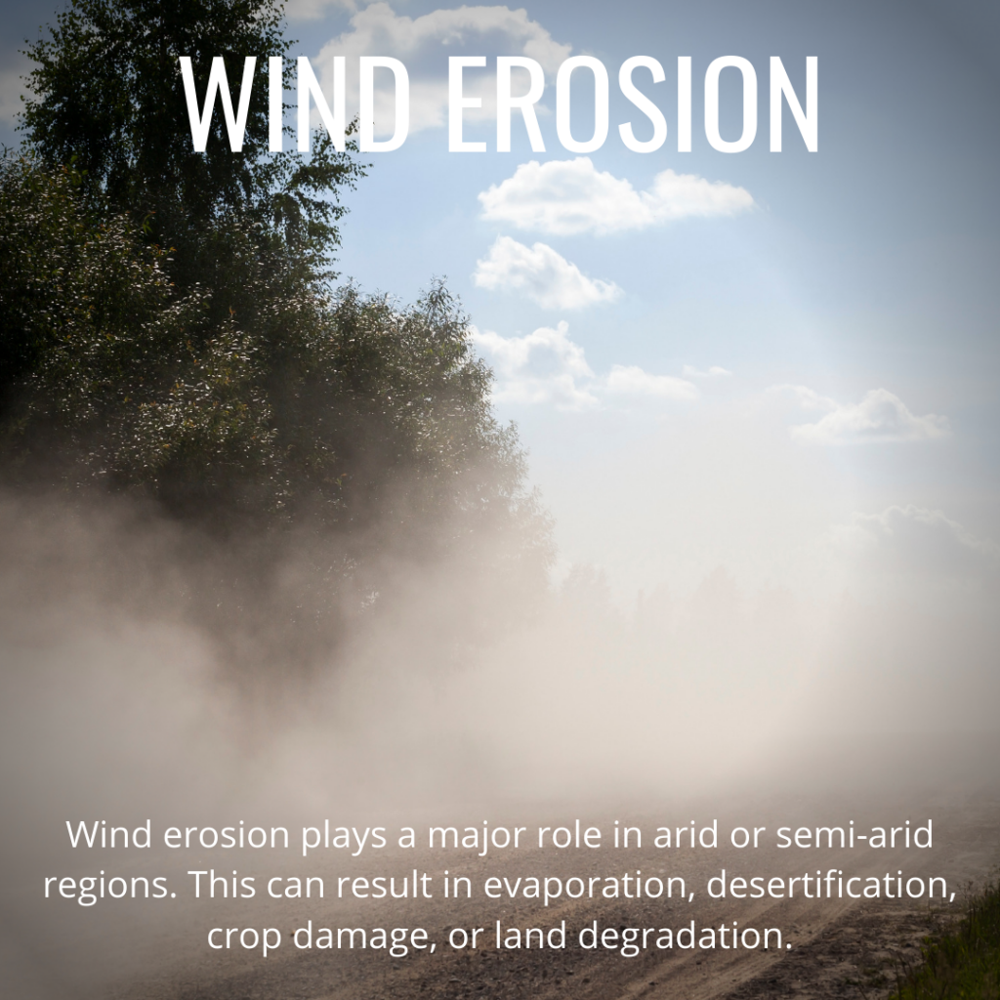 WIND EROSION
Wind erosion plays a major role in arid or semi-arid
regions. This can result in evaporation, desertification,
crop damage, or land degradation.